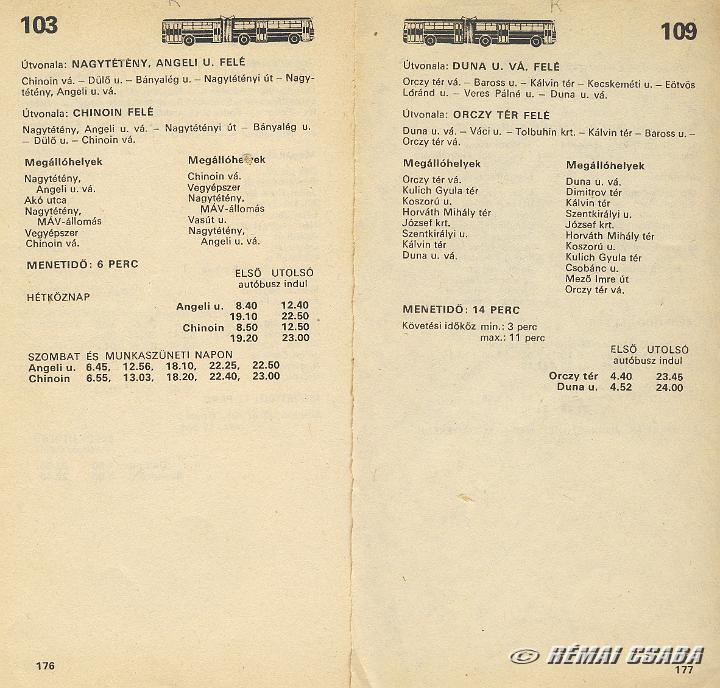 103
Útvonala: NAGYTÉTÉNY, ANGELI U. FELÉ
Chinoin vá. – Dűlő u. – Bányalég u. – Nagytétényi út – Nagy-
tétény, Angeli u. vá.
Útvonala: CHINOIN FELÉ
Nagytétény, Angeli u. vá. – Nagytétényi út – Bányalég u.
– Dűlő u. – Chinoin vá.
Megállóhelyek
Nagytétény,
Angeli u. vá.
Akó utca
Nagytétény,
MÁV-állomás
Vegyépszer
Chinoin vá.
Megállóhelyek
Chinoin vá.
Vegyépszer
Nagytétény,
MÁV-állomás
Vasút u.
Nagytétény,
Angeli u. vá.
MENETIDŐ: 6 PERC
ELSŐ UTOLSÓ
autóbusz indul
HÉTKÖZNAP
Angeli u. 8.40 12.40
19.10 22.50
Chinoin 8.50 12.50
19.20 23.00
SZOMBAT ÉS MUNKASZÜNETI NAPON
Angeli u. 6.45, 12.56, 18.10, 22.25, 22.50
Chinoin 6.55, 13.03, 18.20, 22.40, 23.00
176
109
Útvonala: DUNA U. VÁ. FELÉ
Orczy tér vá. – Baross u. – Kálvin tér – Kecskeméti u. – Eötvös
Lóránd u. – Veres Pálné u. – Duna u. vá.
Útvonala: ORCZY TÉR FELÉ
Duna u. vá. – Váci u. – Tolbuhin krt. – Kálvin tér – Baross u. –
Orczy tér vá.
Megállóhelyek
Orczy tér vá.
Kulich Gyula tér
Koszorú u.
Horváth Mihály tér
József krt.
Szentkirályi u.
Kálvin tér
Duna u. vá.
Megállóhelyek
Duna u. vá.
Dimitrov tér
Kálvin tér
Szentkirályi u.
József krt.
Horváth Mihály tér
Koszorú u.
Kulich Gyula tér
Csobánc u.
Mező Imre út
Orczy tér vá.
MENETIDŐ: 14 PERC
Követési időköz min.: 3 perc
max.: 11 perc
ELSŐ UTOLSÓ
autóbusz indul
Orczy tér 4.40 23.45
Duna u. 4.52 24.00
© RÉMAI CSABA
177